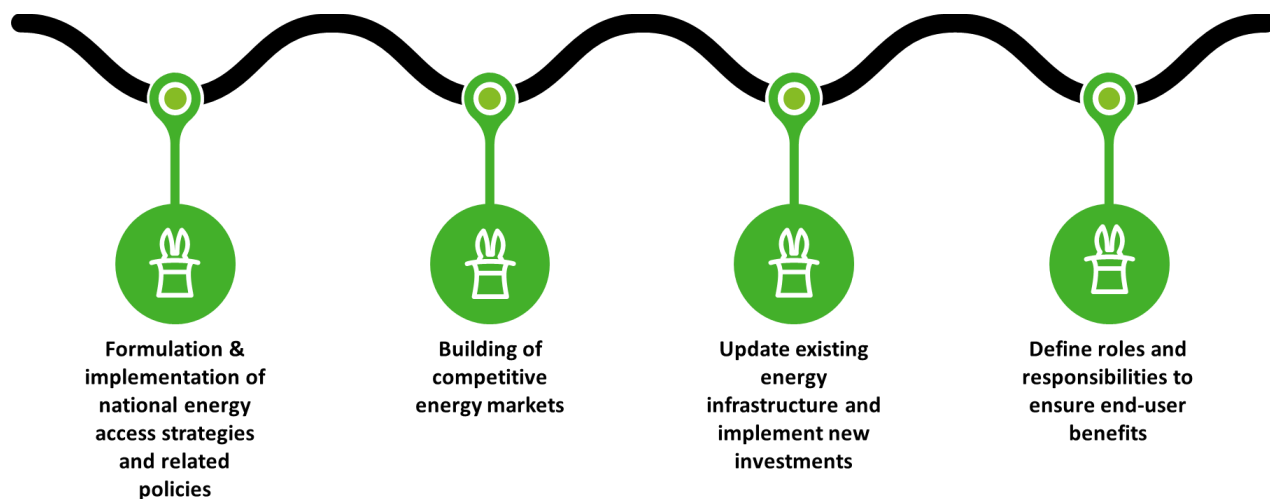 Formulation &
implementation of
national energy
access strategies
and related
policies
Building of
competitive
energy markets
Update existing
energy
infrastructure and
implement new
investments
Define roles and
responsibilities to
ensure end-user
benefits